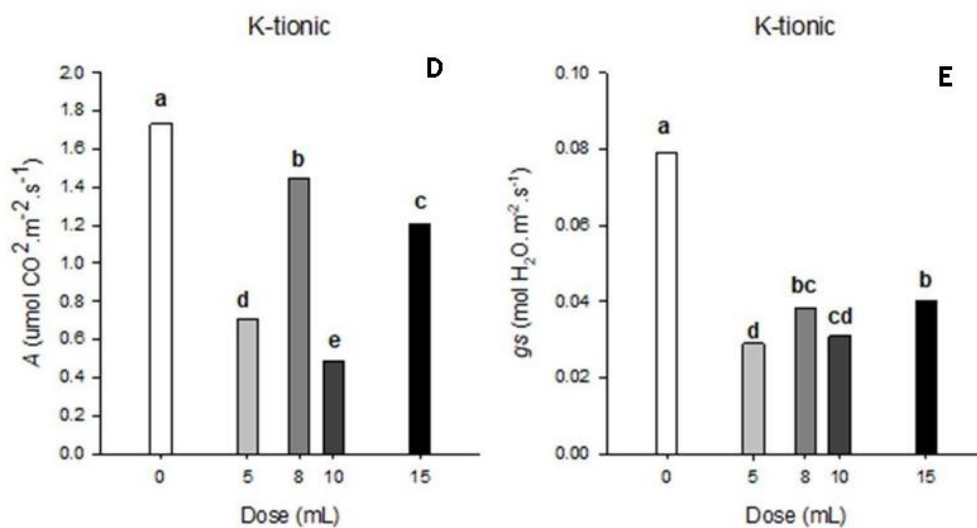 K-tionic
D
2.0
1.8
1.6
1.4
1.2
1.0
0.8
0.6
0.4
0.2
0.0
A (umol CO².m⁻².s⁻¹)
a
d
b
e
c
0 5 8 10 15
Dose (mL)
K-tionic
E
0.10
0.08
0.06
0.04
0.02
0.00
gs (mol H₂O.m⁻².s⁻¹)
a
d
bc
cd
b
0 5 8 10 15
Dose (mL)